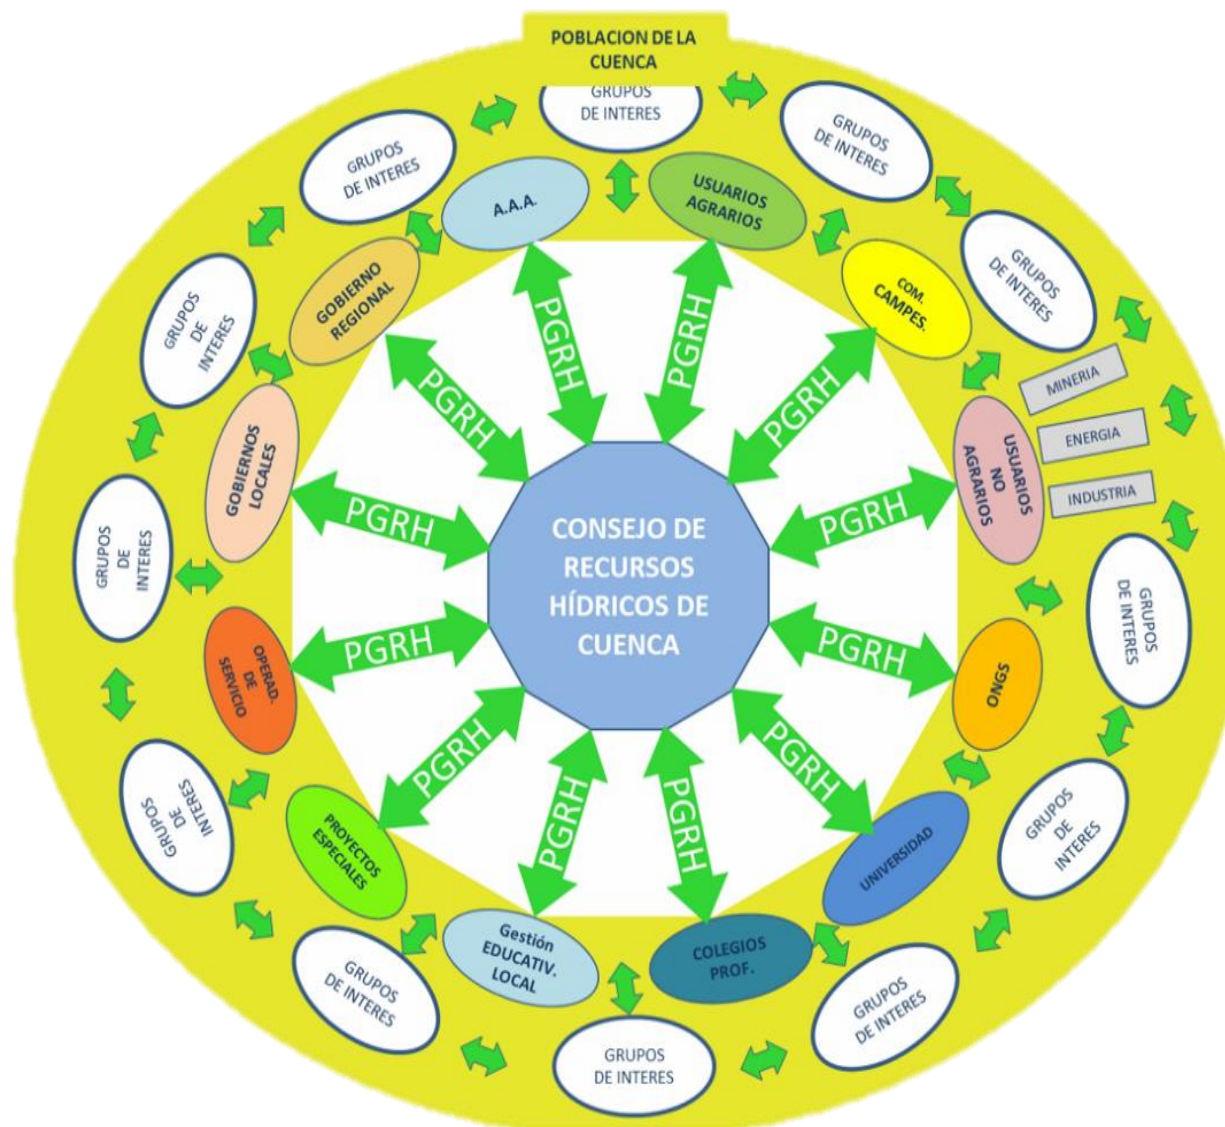 POBLACION DE LA
CUENCA
GRUPOS
DE INTERES
GRUPOS
DE INTERES
GRUPOS
DE INTERES
GRUPOS
DE INTERES
A.A.A.
USUARIOS
AGRARIOS
COM.
CAMPES.
GOBIERNO
REGIONAL
GRUPOS
DE
INTERES
MINERIA
ENERGIA
INDUSTRIA
USUARIOS
NO
AGRARIOS
GOBIERNOS
LOCALES
PGRH
PGRH
PGRH
PGRH
PGRH
PGRH
CONSEJO DE
RECURSOS
HÍDRICOS DE
CUENCA
GRUPOS
DE
INTERES
GRUPOS
DE INTERES
OPERAD.
DE
SERVICIO
PGRH
PGRH
ONGS
PGRH
PGRH
PGRH
PGRH
GRUPOS
DE
INTERES
GRUPOS
DE
INTERES
PROYECTOS
ESPECIALES
UNIVERSIDAD
Gestión
EDUCATIV.
LOCAL
COLEGIOS
PROF.
GRUPOS
DE INTERES
GRUPOS
DE INTERES
GRUPOS
DE INTERES